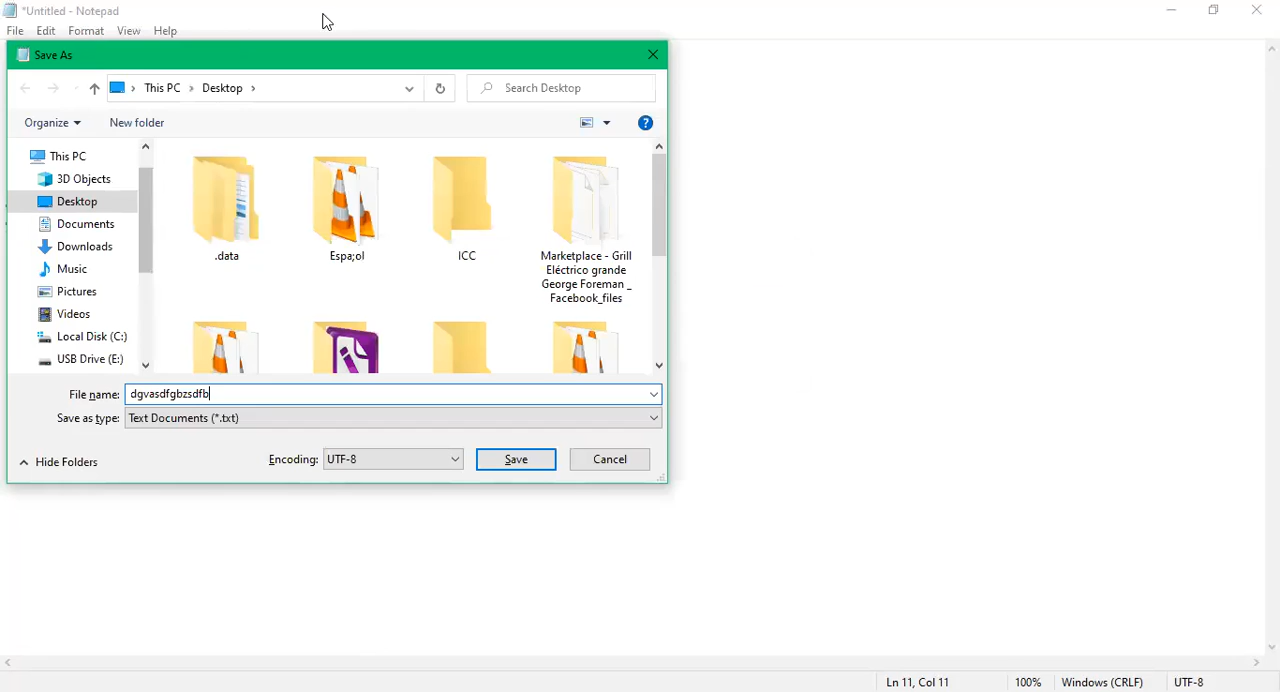 *Untitled - Notepad
File Edit Format View Help
Save As
This PC > Desktop >
Search Desktop
Organize
New folder
This PC
3D Objects
Desktop
Documents
Downloads
Music
Pictures
Videos
Local Disk (C:)
USB Drive (E:)
.data
Espa;ol
ICC
Marketplace - Grill
Eléctrico grande
George Foreman _
Facebook_files
File name: dgvasdfgbzsdfb
Save as type: Text Documents (*.txt)
Hide Folders
Encoding: UTF-8
Save
Cancel
Ln 11, Col 11
100%
Windows (CRLF)
UTF-8